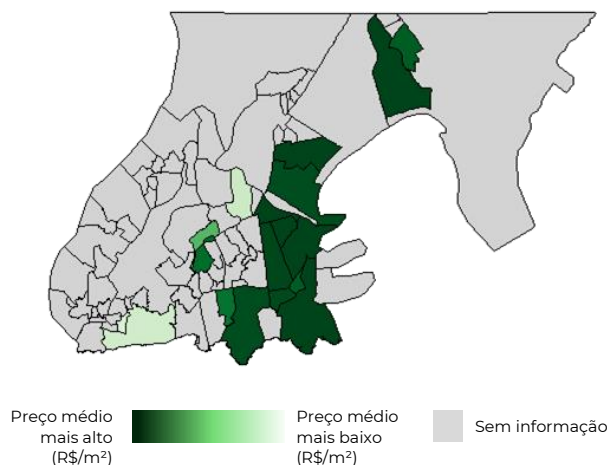 Preço médio
mais alto
(R$/m²)
Preço médio
mais baixo
(R$/m²)
Sem informação